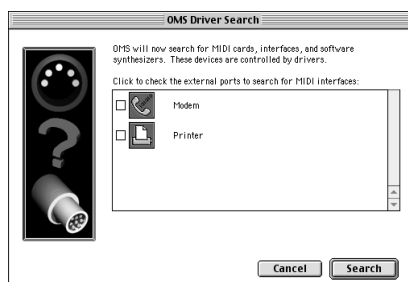 OMS Driver Search
OMS will now search for MIDI cards, interfaces, and software
synthesizers. These devices are controlled by drivers.
Click to check the external ports to search for MIDI interfaces:
Modem
Printer
Cancel Search